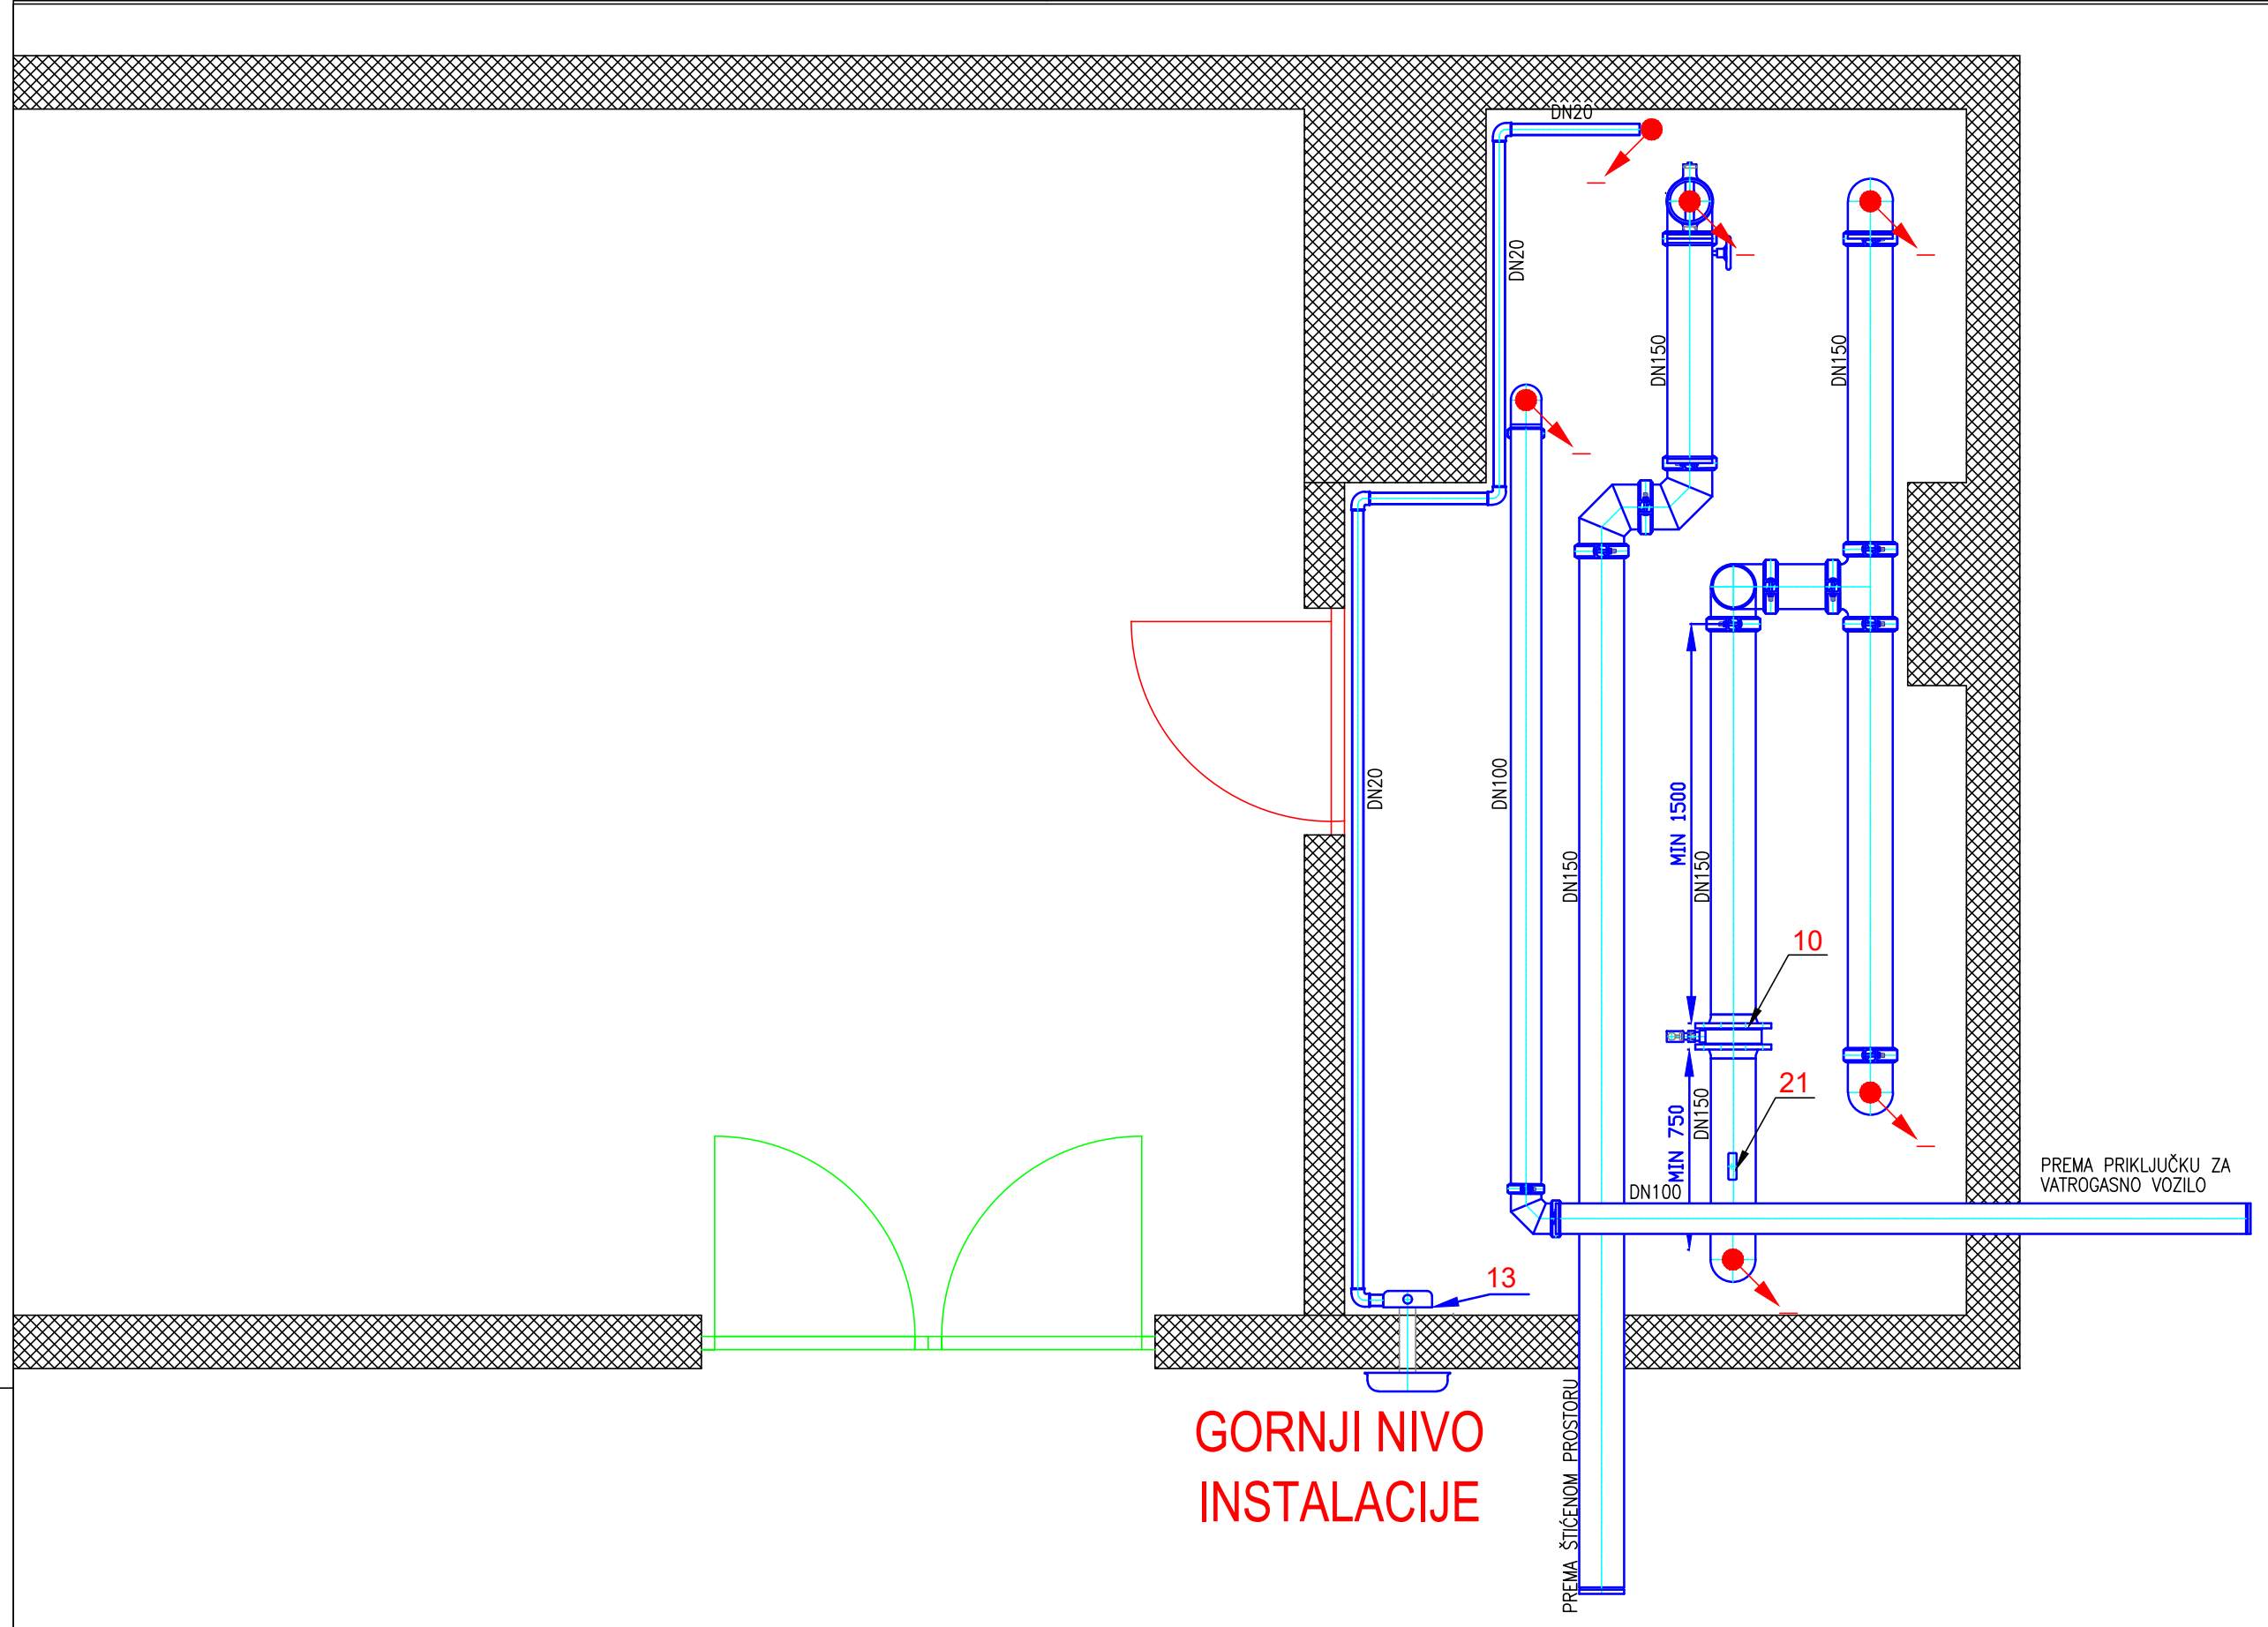 DN20
DN20
DN150
DN150
DN20
DN100
MIN 1500
DN150
DN150
10
21
MIN 750
DN150
DN100
PREMA PRIKLJUČKU ZA
VATROGASNO VOZILO
13
GORNJI NIVO
INSTALACIJE
PREMA ŠTIĆENOM PROSTORU